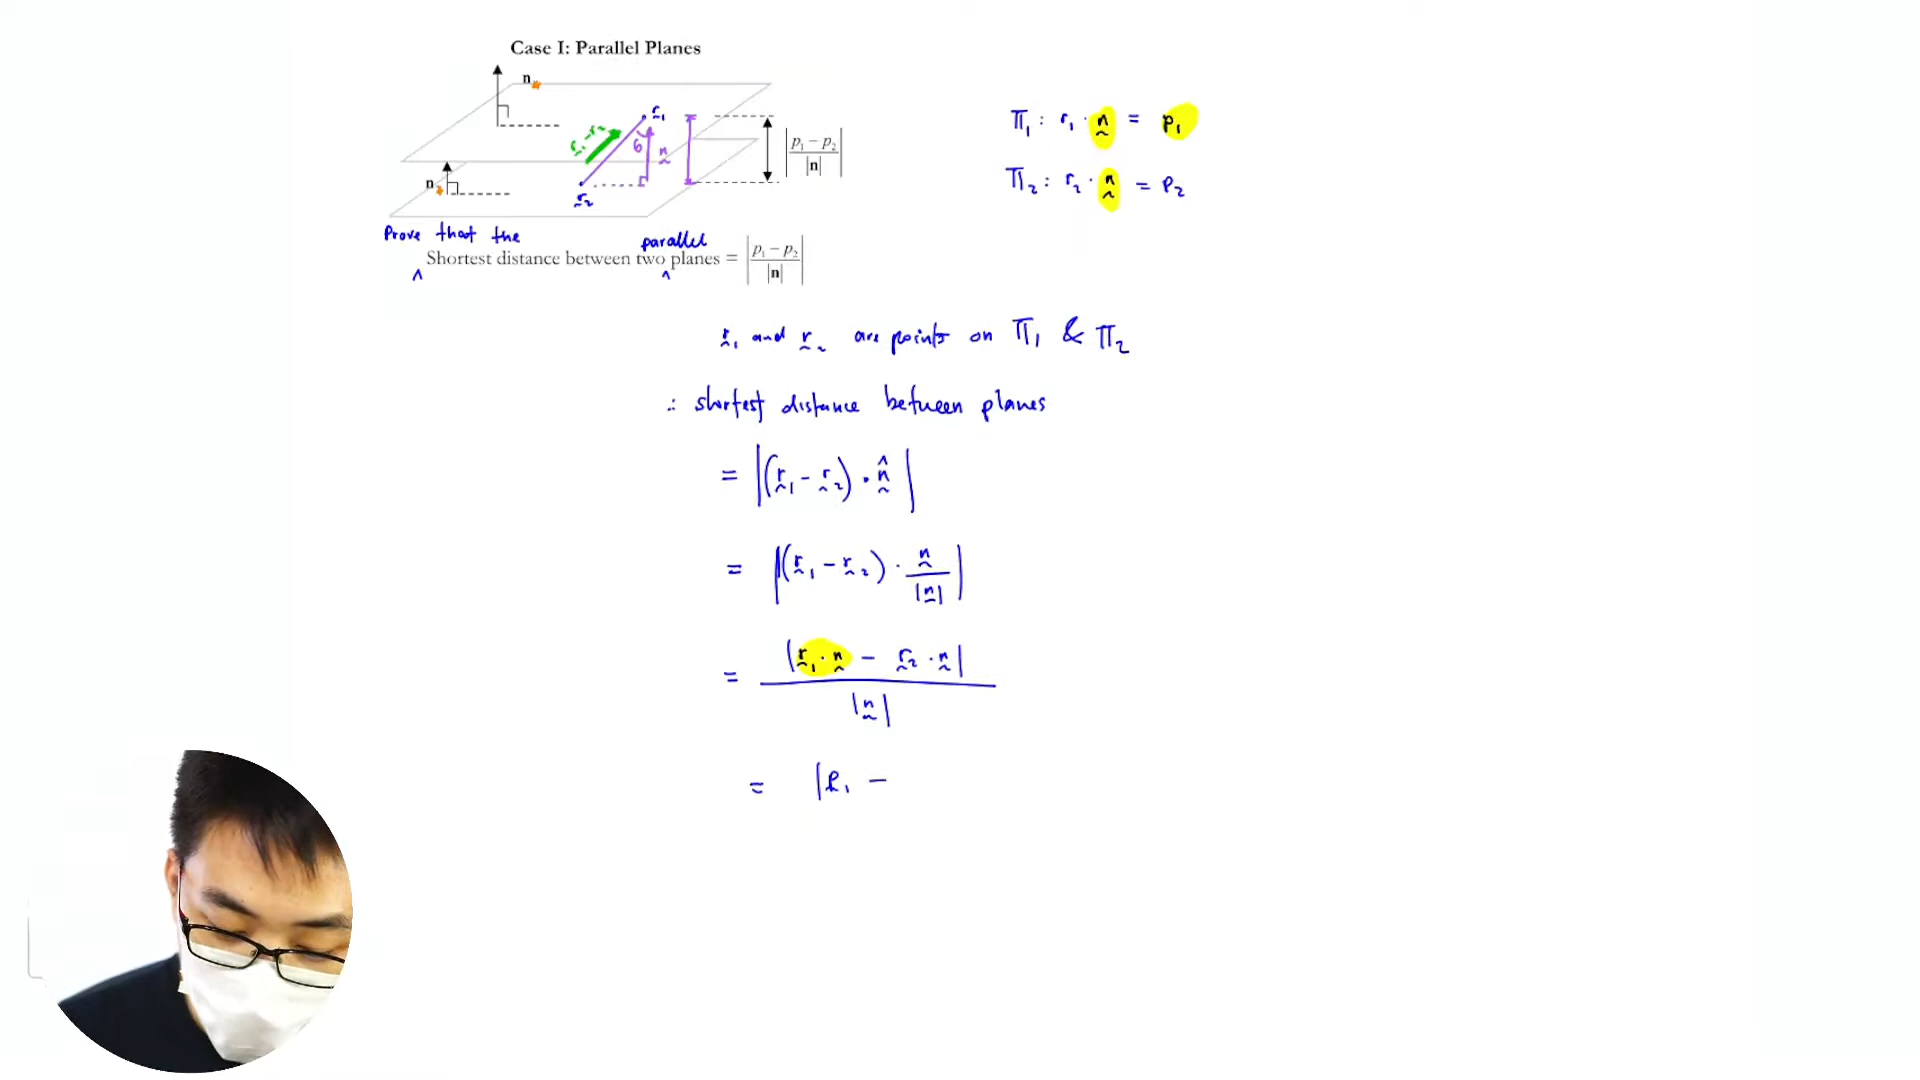 Case I: Parallel Planes
n
r₁
r₁-r₂
θ
n
|p₁ − p₂ / |n||
n
r₂
Π₁ : r₁ · n = p₁
Π₂ : r₂ · n = p₂
Prove that the parallel
^ Shortest distance between two ^ planes = |p₁ − p₂ / |n||
r₁ and r₂ are points on Π₁ & Π₂
∴ shortest distance between planes
= |(r₁ − r₂) · n̂|
= |(r₁ − r₂) · n / |n||
= |r₁ · n − r₂ · n| / |n|
= |p₁ −